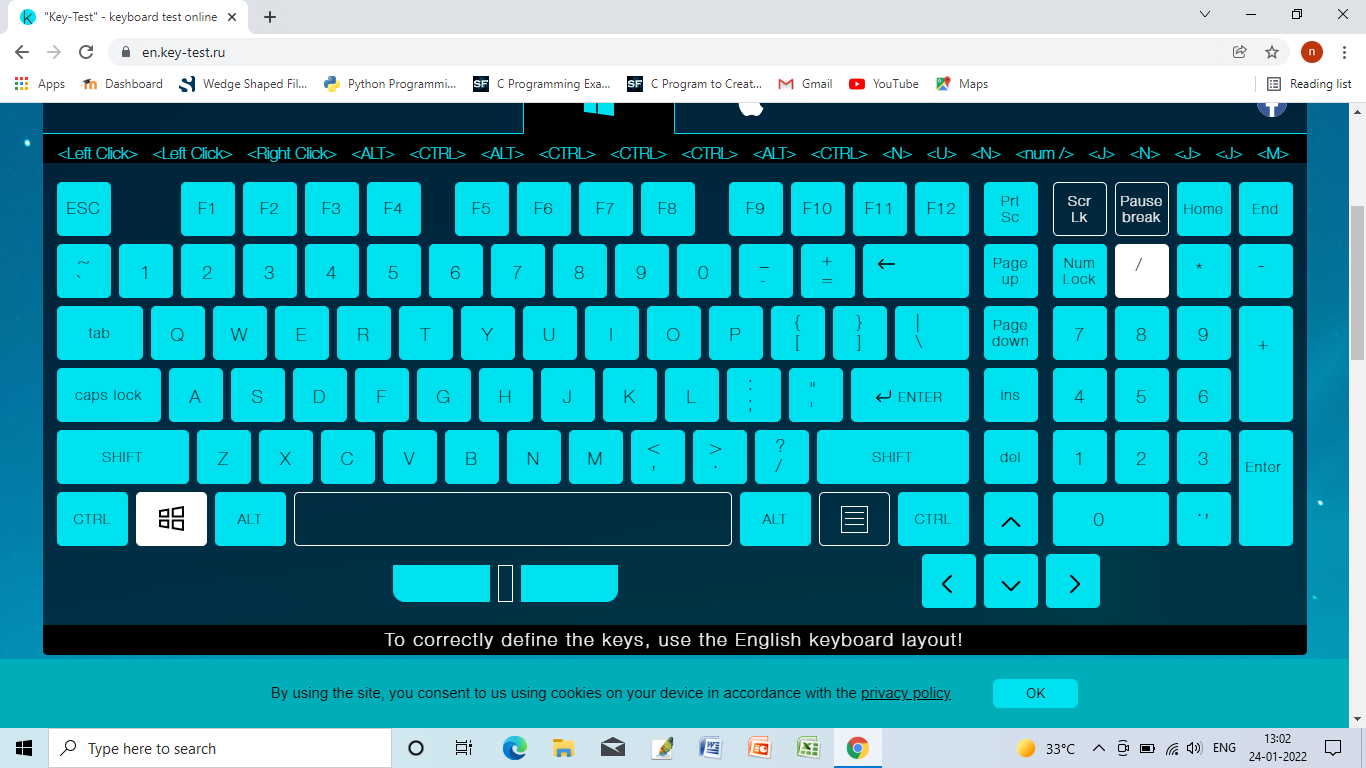 "Key-Test" - keyboard test online
en.key-test.ru
n
Apps Dashboard Wedge Shaped Fil... Python Programmi... SF C Programming Exa... SF C Program to Creat... Gmail YouTube Maps Reading list
<Left Click> <Left Click> <Right Click> <ALT> <CTRL> <ALT> <CTRL> <CTRL> <CTRL> <ALT> <CTRL> <N> <U> <N> <num /> <J> <N> <J> <J> <M>
ESC F1 F2 F3 F4 F5 F6 F7 F8 F9 F10 F11 F12 Prt Sc Scr Lk Pause break Home End
~ ` 1 2 3 4 5 6 7 8 9 0 _ - + = ← Page up Num Lock / * -
tab Q W E R T Y U I O P { [ } ] | \ Page down 7 8 9 +
caps lock A S D F G H J K L : ; " ' ↵ ENTER ins 4 5 6
SHIFT Z X C V B N M < , > . ? / SHIFT del 1 2 3 Enter
CTRL ALT ALT CTRL 0 .,
To correctly define the keys, use the English keyboard layout!
By using the site, you consent to us using cookies on your device in accordance with the privacy policy OK
Type here to search 33°C ENG 13:02
24-01-2022